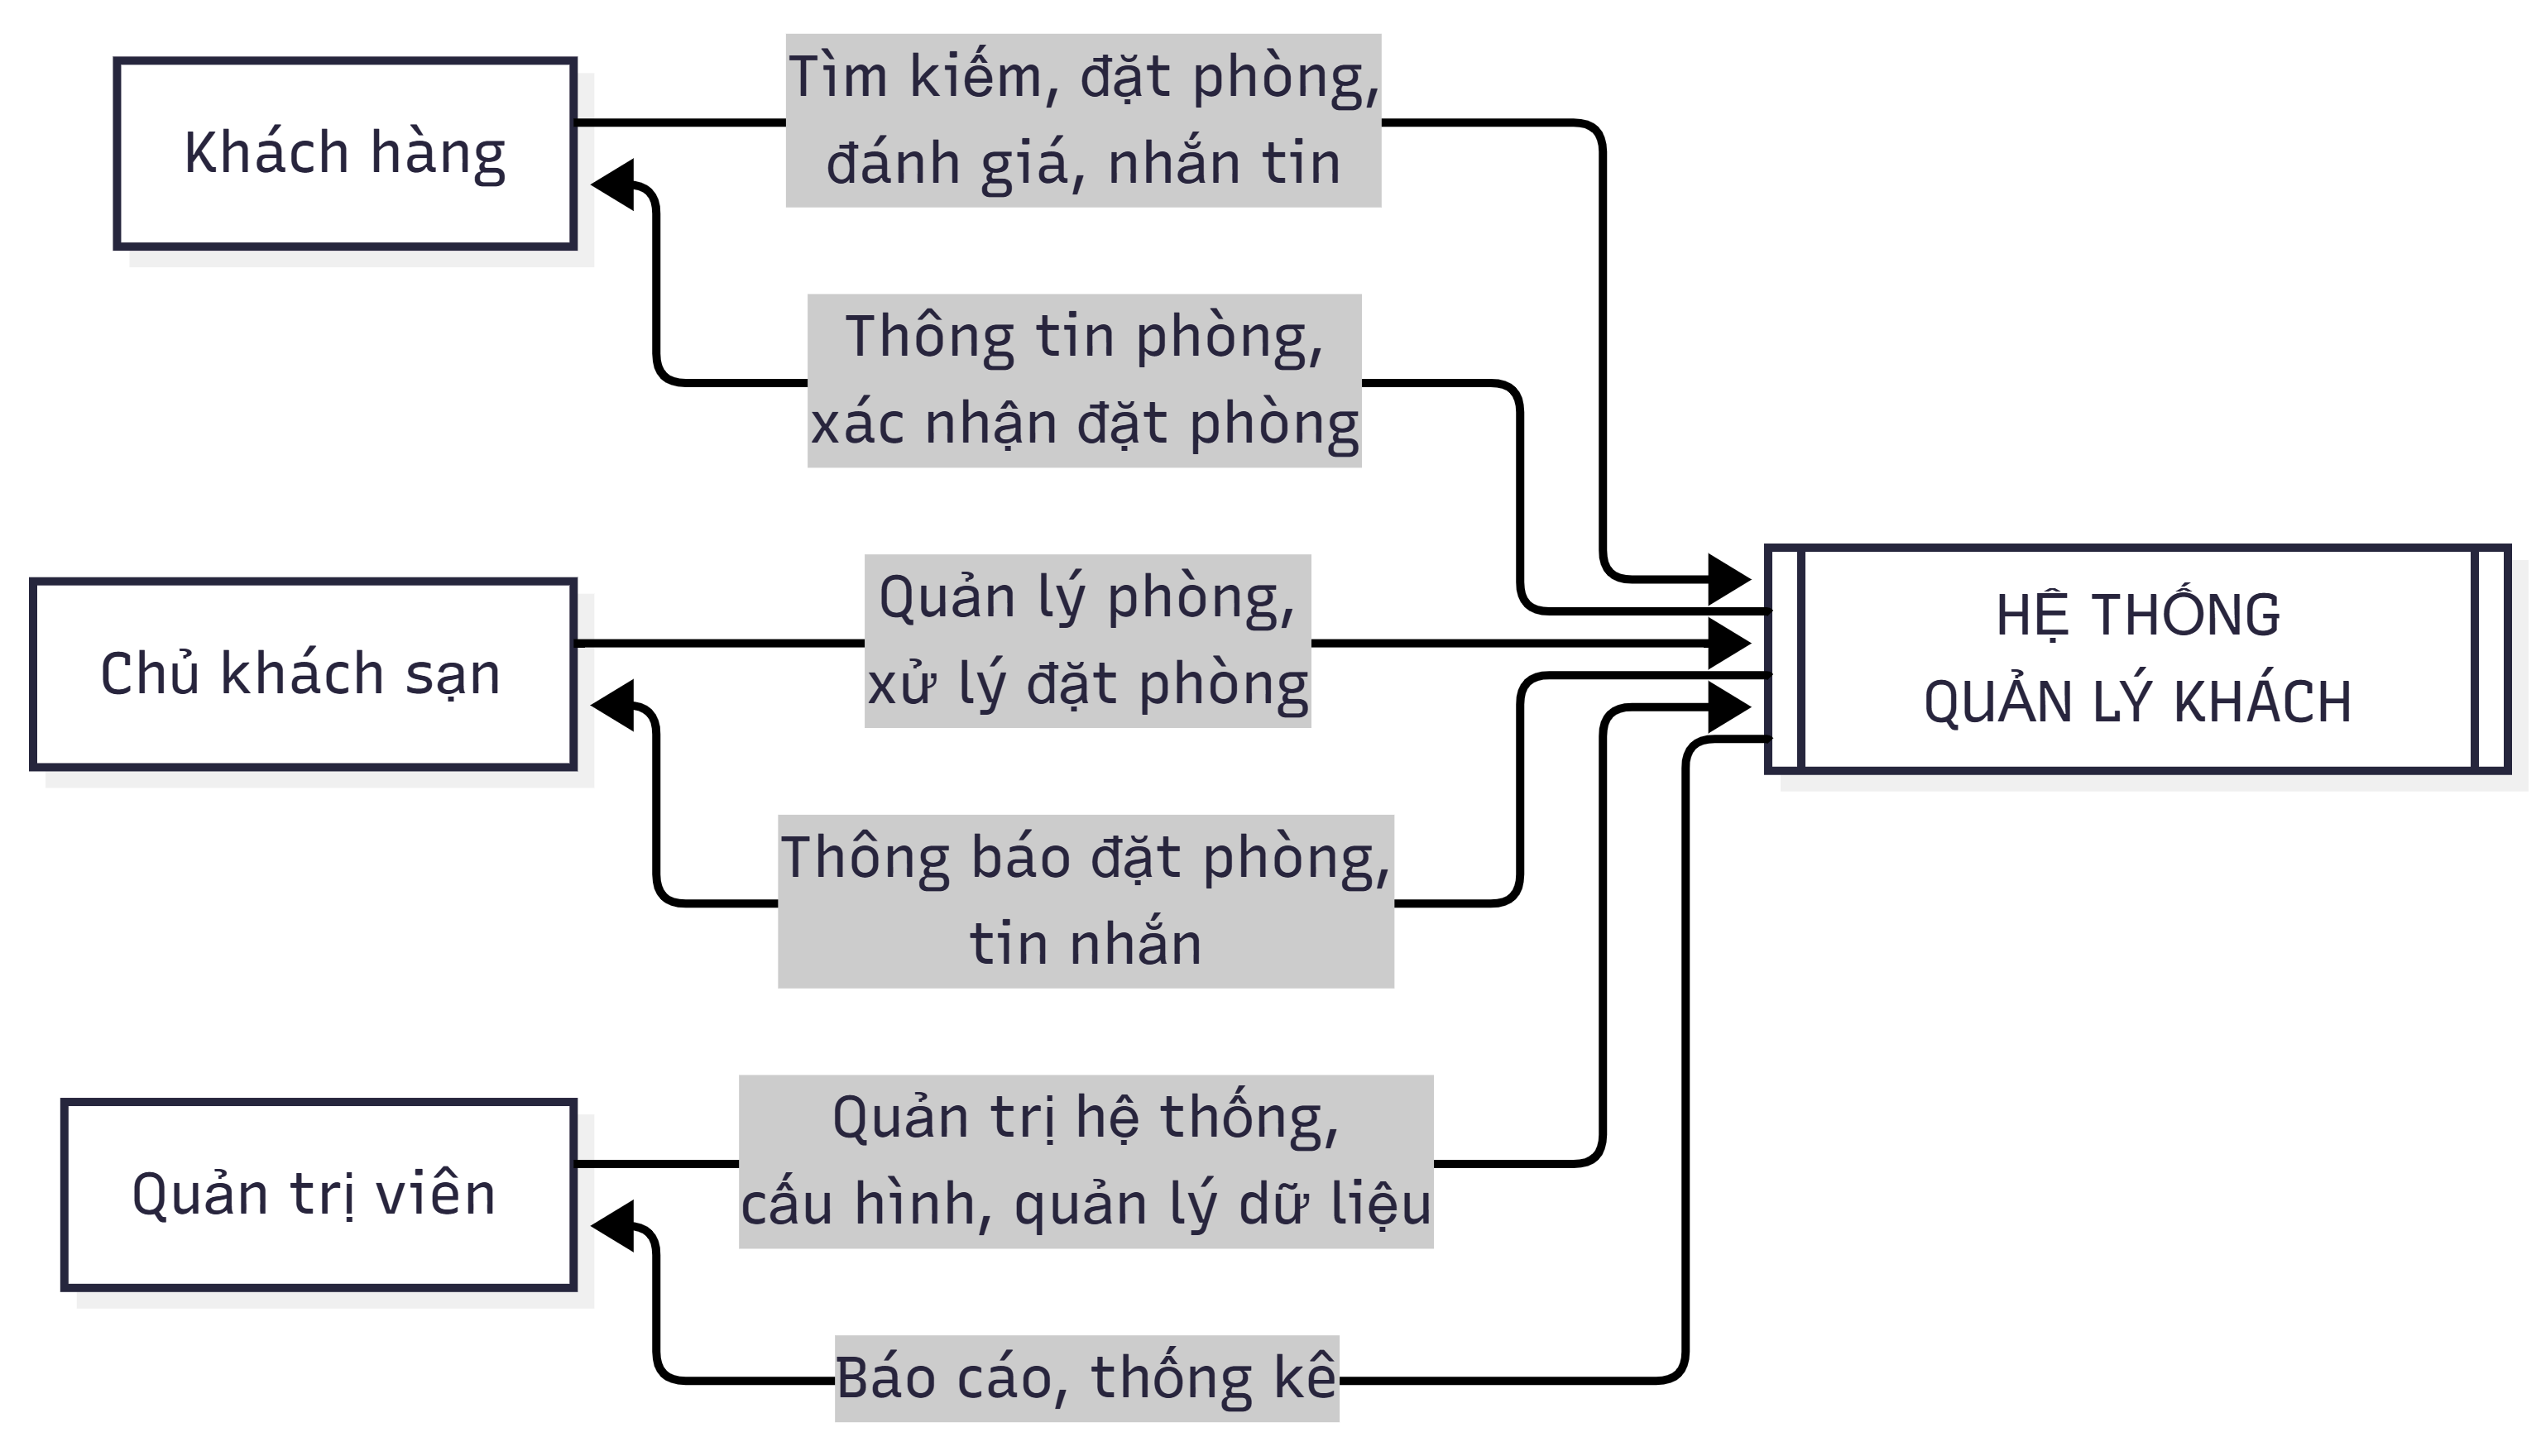 Khách hàng
Tìm kiếm, đặt phòng,
đánh giá, nhắn tin
Thông tin phòng,
xác nhận đặt phòng
Chủ khách sạn
Quản lý phòng,
xử lý đặt phòng
Thông báo đặt phòng,
tin nhắn
HỆ THỐNG
QUẢN LÝ KHÁCH
Quản trị viên
Quản trị hệ thống,
cấu hình, quản lý dữ liệu
Báo cáo, thống kê